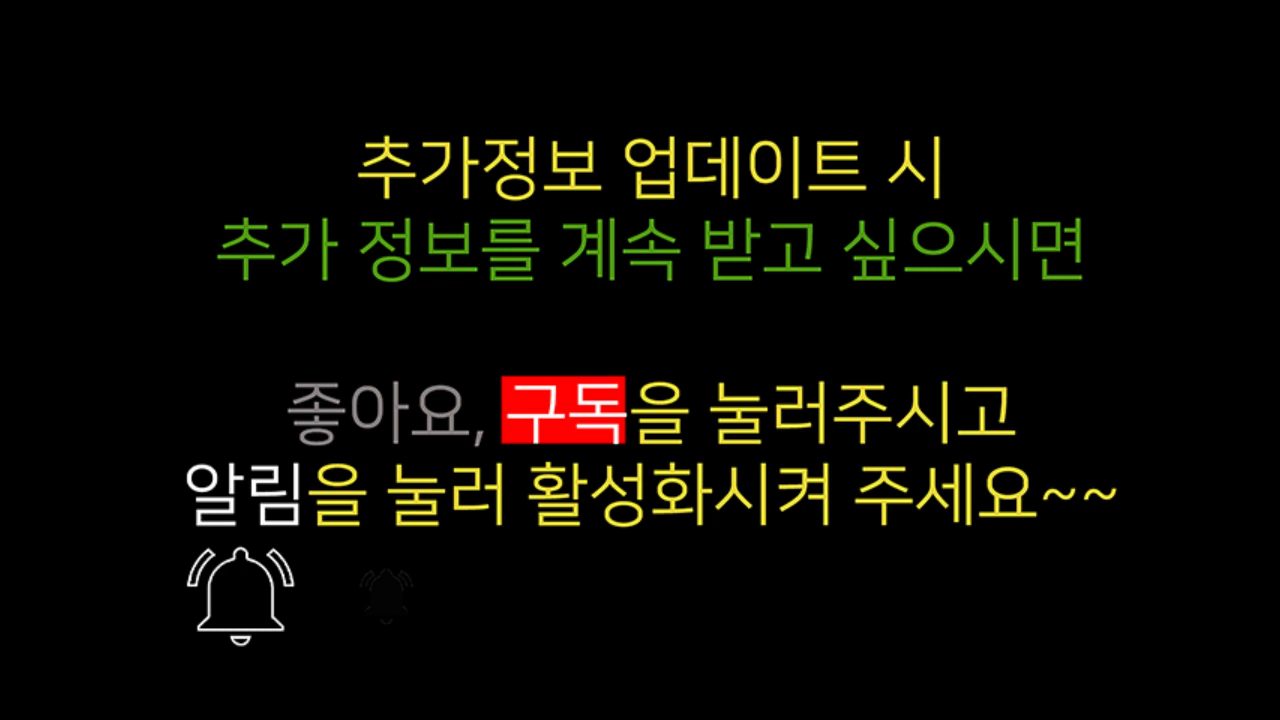 추가정보 업데이트 시
추가 정보를 계속 받고 싶으시면
좋아요, 구독을 눌러주시고
알림을 눌러 활성화시켜 주세요~~